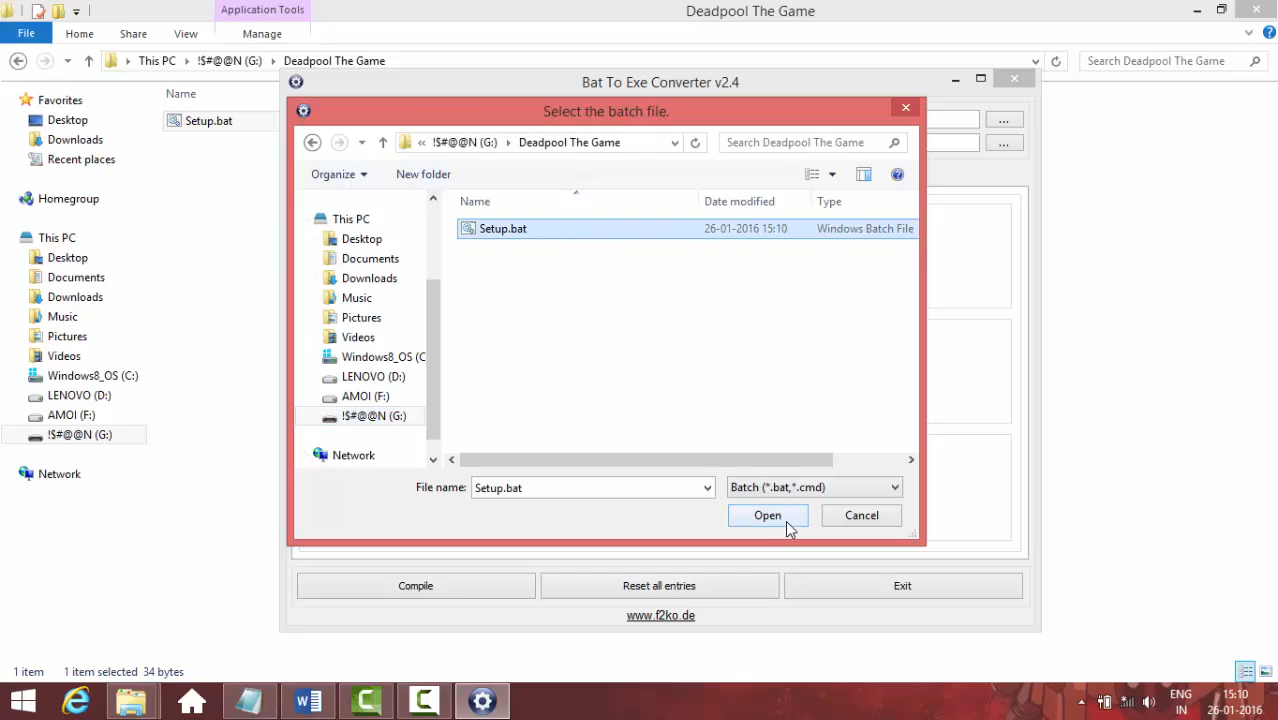 Application Tools
Deadpool The Game
File
Home
Share
View
Manage
This PC
!$#@@N (G:)
Deadpool The Game
Search Deadpool The Game
Favorites
Desktop
Downloads
Recent places
Homegroup
This PC
Desktop
Documents
Downloads
Music
Pictures
Videos
Windows8_OS (C:)
LENOVO (D:)
AMOI (F:)
!$#@@N (G:)
Network
Name
Setup.bat
Bat To Exe Converter v2.4
...
...
Select the batch file.
« !$#@@N (G:)
Deadpool The Game
Search Deadpool The Game
Organize
New folder
This PC
Desktop
Documents
Downloads
Music
Pictures
Videos
Windows8_OS (C
LENOVO (D:)
AMOI (F:)
!$#@@N (G:)
Network
Name
Date modified
Type
Setup.bat
26-01-2016 15:10
Windows Batch File
File name:
Setup.bat
Batch (*.bat,*.cmd)
Open
Cancel
Compile
Reset all entries
Exit
www.f2ko.de
1 item
1 item selected 34 bytes
ENG
IN
15:10
26-01-2016